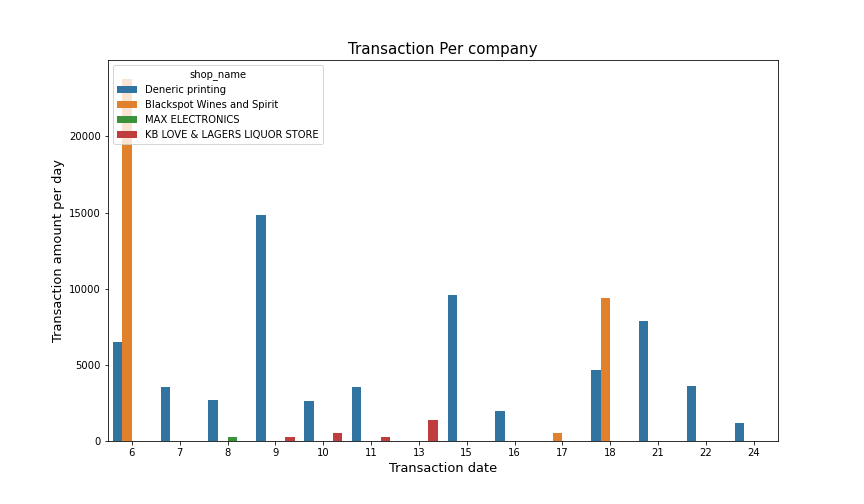 Transaction Per company
shop_name
Deneric printing
Blackspot Wines and Spirit
MAX ELECTRONICS
KB LOVE & LAGERS LIQUOR STORE
Transaction amount per day
20000
15000
10000
5000
0
6 7 8 9 10 11 13 15 16 17 18 21 22 24
Transaction date